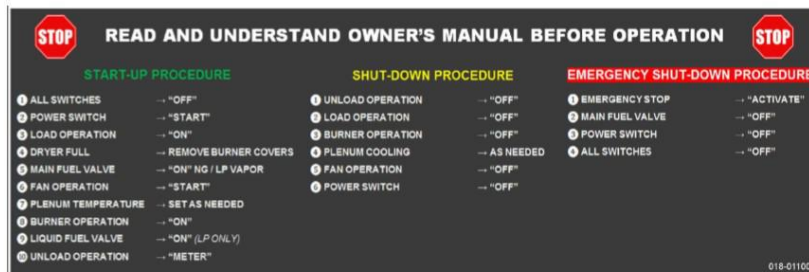 STOP READ AND UNDERSTAND OWNER'S MANUAL BEFORE OPERATION STOP
START-UP PROCEDURE
1 ALL SWITCHES → "OFF"
2 POWER SWITCH → "START"
3 LOAD OPERATION → "ON"
4 DRYER FULL → REMOVE BURNER COVERS
5 MAIN FUEL VALVE → "ON" NG / LP VAPOR
6 FAN OPERATION → "START"
7 PLENUM TEMPERATURE → SET AS NEEDED
8 BURNER OPERATION → "ON"
9 LIQUID FUEL VALVE → "ON" (LP ONLY)
10 UNLOAD OPERATION → "METER"
SHUT-DOWN PROCEDURE
1 UNLOAD OPERATION → "OFF"
2 LOAD OPERATION → "OFF"
3 BURNER OPERATION → "OFF"
4 PLENUM COOLING → AS NEEDED
5 FAN OPERATION → "OFF"
6 POWER SWITCH → "OFF"
EMERGENCY SHUT-DOWN PROCEDURE
1 EMERGENCY STOP → "ACTIVATE"
2 MAIN FUEL VALVE → "OFF"
3 POWER SWITCH → "OFF"
4 ALL SWITCHES → "OFF"